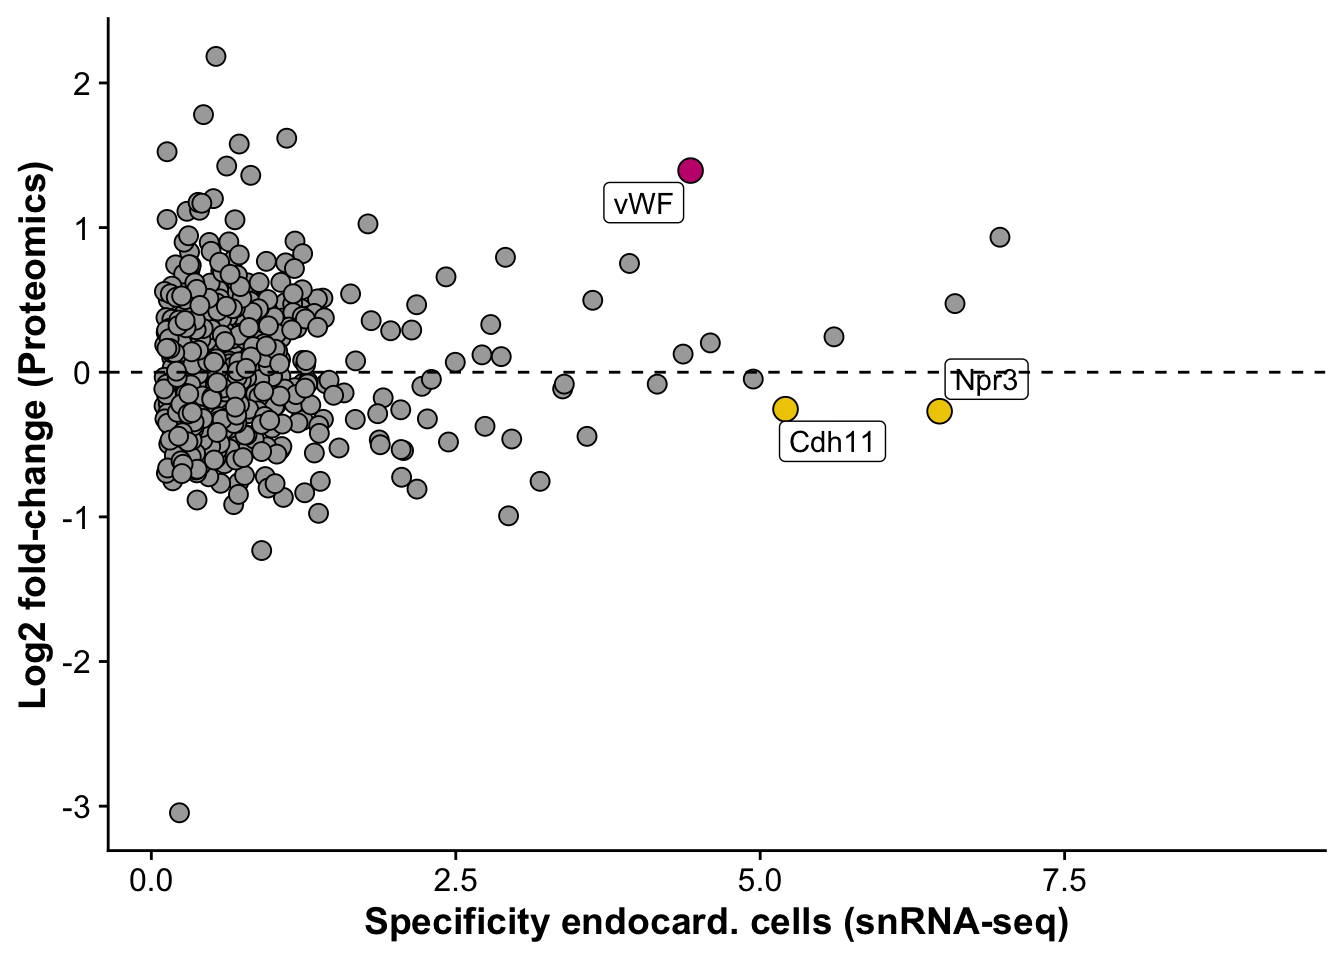 Log2 fold-change (Proteomics)
2
1
0
-1
-2
-3
vWF
Npr3
Cdh11
0.0 2.5 5.0 7.5
Specificity endocard. cells (snRNA-seq)